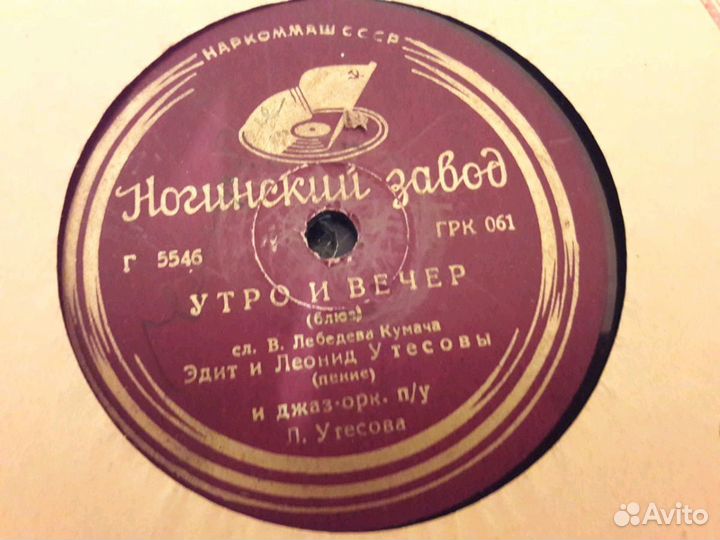 НАРКОММАШ СССР
Ногинский завод
Г 5546 ГРК 061
УТРО И ВЕЧЕР
(блюз)
сл. В. Лебедева Кумача
Эдит и Леонид Утесовы
(пение)
и джаз-орк. п/у
Л. Утесова
Avito